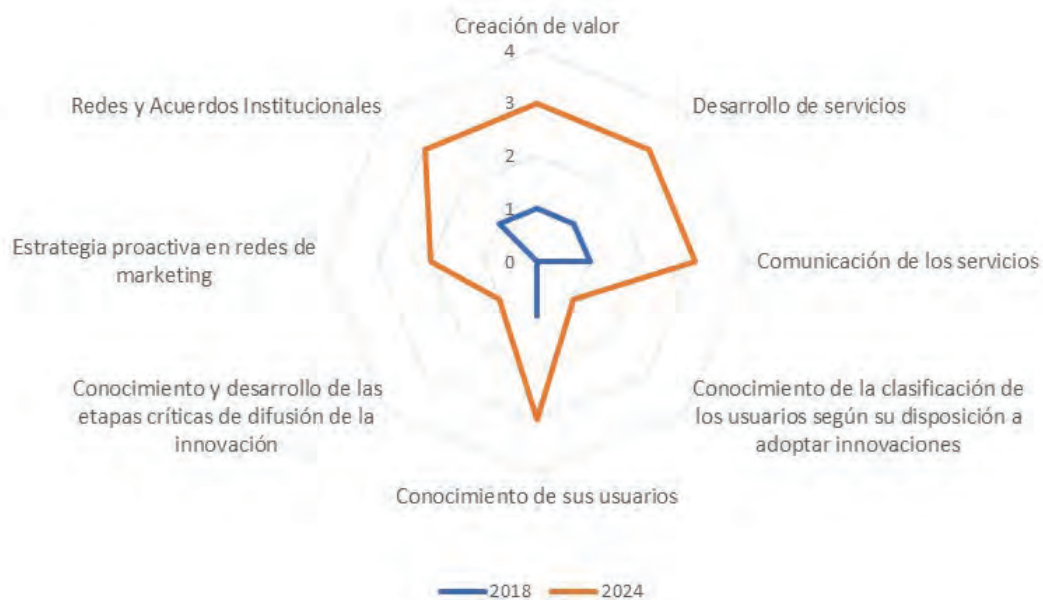 Creación de valor
4
3
2
1
0
Redes y Acuerdos Institucionales
Desarrollo de servicios
Estrategia proactiva en redes de
marketing
Comunicación de los servicios
Conocimiento y desarrollo de las
etapas críticas de difusión de la
innovación
Conocimiento de la clasificación de
los usuarios según su disposición a
adoptar innovaciones
Conocimiento de sus usuarios
2018
2024